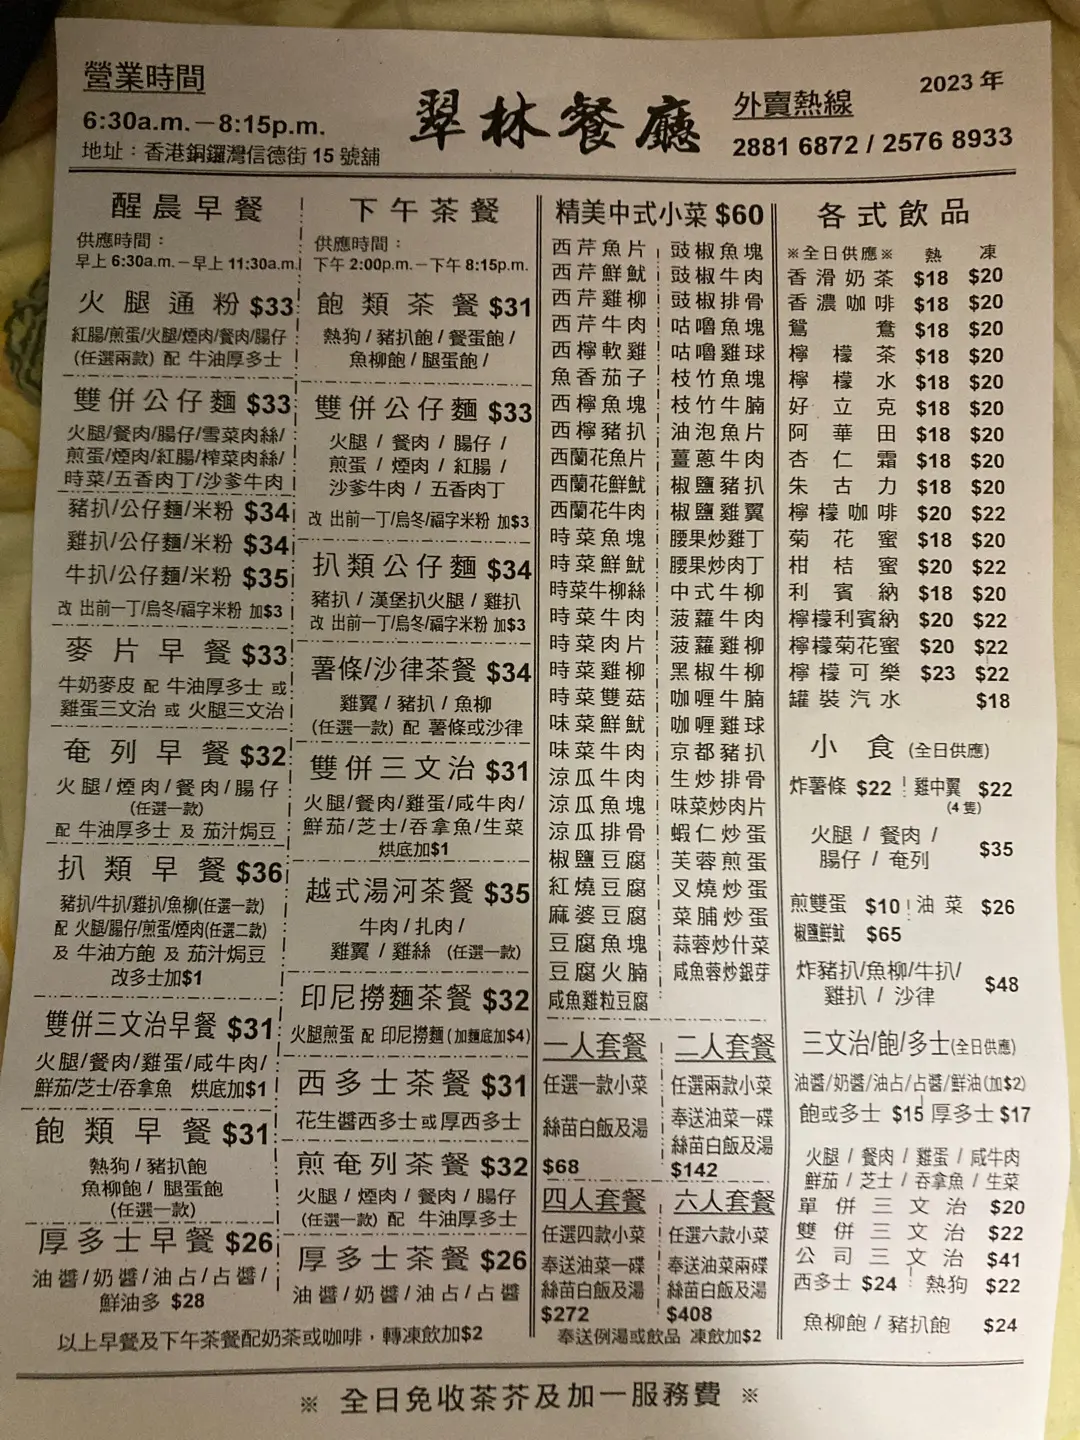 營業時間
6:30a.m.－8:15p.m.
地址：香港銅鑼灣信德街 15 號舖
翠林餐廳
外賣熱線
2023 年
2881 6872 / 2576 8933
醒晨早餐
供應時間：
早上 6:30a.m.－早上 11:30a.m.
火腿通粉 $33
紅腸/煎蛋/火腿/煙肉/餐肉/腸仔
(任選兩款) 配 牛油厚多士
雙併公仔麵 $33
火腿/餐肉/腸仔/雪菜肉絲/
煎蛋/煙肉/紅腸/榨菜肉絲/
時菜/五香肉丁/沙爹牛肉
豬扒/公仔麵/米粉 $34
雞扒/公仔麵/米粉 $34
牛扒/公仔麵/米粉 $35
改 出前一丁/烏冬/福字米粉 加$3
麥片早餐 $33
牛奶麥皮 配 牛油厚多士 或
雞蛋三文治 或 火腿三文治
奄列早餐 $32
火腿/煙肉/餐肉/腸仔
(任選一款)
配 牛油厚多士 及 茄汁焗豆
扒類早餐 $36
豬扒/牛扒/雞扒/魚柳(任選一款)
配 火腿/腸仔/煎蛋/煙肉(任選二款)
及 牛油方飽 及 茄汁焗豆
改多士加$1
雙併三文治早餐 $31
火腿/餐肉/雞蛋/咸牛肉/
鮮茄/芝士/吞拿魚 烘底加$1
飽類早餐 $31
熱狗 / 豬扒飽
魚柳飽 / 腿蛋飽
(任選一款)
厚多士早餐 $26
油醬/奶醬/油占/占醬/
鮮油多 $28
下午茶餐
供應時間：
下午 2:00p.m.－下午 8:15p.m.
飽類茶餐 $31
熱狗 / 豬扒飽 / 餐蛋飽 /
魚柳飽 / 腿蛋飽 /
雙併公仔麵 $33
火腿 / 餐肉 / 腸仔 /
煎蛋 / 煙肉 / 紅腸 /
沙爹牛肉 / 五香肉丁
改 出前一丁/烏冬/福字米粉 加$3
扒類公仔麵 $34
豬扒 / 漢堡扒火腿 / 雞扒
改 出前一丁/烏冬/福字米粉 加$3
薯條/沙律茶餐 $34
雞翼 / 豬扒 / 魚柳
(任選一款) 配 薯條或沙律
雙併三文治 $31
火腿/餐肉/雞蛋/咸牛肉/
鮮茄/芝士/吞拿魚/生菜
烘底加$1
越式湯河茶餐 $35
牛肉 / 扎肉 /
雞翼 / 雞絲 (任選一款)
印尼撈麵茶餐 $32
火腿煎蛋 配 印尼撈麵 (加麵底加$4)
西多士茶餐 $31
花生醬西多士 或 厚西多士
煎奄列茶餐 $32
火腿 / 煙肉 / 餐肉 / 腸仔
(任選一款) 配 牛油厚多士
厚多士茶餐 $26
油醬 / 奶醬 / 油占 / 占醬
以上早餐及下午茶餐配奶茶或咖啡，轉凍飲加$2
精美中式小菜 $60
西芹魚片 豉椒魚塊
西芹鮮魷 豉椒牛肉
西芹雞柳 豉椒排骨
西芹牛肉 咕嚕魚塊
西檸軟雞 咕嚕雞球
魚香茄子 枝竹魚塊
西檸魚塊 枝竹牛腩
西檸豬扒 油泡魚片
西蘭花魚片 薑蔥牛肉
西蘭花鮮魷 椒鹽豬扒
西蘭花牛肉 椒鹽雞翼
時菜魚塊 腰果炒雞丁
時菜鮮魷 腰果炒肉丁
時菜牛柳絲 中式牛柳
時菜牛肉 菠蘿牛肉
時菜肉片 菠蘿雞柳
時菜雞柳 黑椒牛柳
時菜雙菇 咖喱牛腩
味菜鮮魷 咖喱雞球
味菜牛肉 京都豬扒
涼瓜牛肉 生炒排骨
涼瓜魚塊 味菜炒肉片
涼瓜排骨 蝦仁炒蛋
椒鹽豆腐 芙蓉煎蛋
紅燒豆腐 叉燒炒蛋
麻婆豆腐 菜脯炒蛋
豆腐魚塊 蒜蓉炒什菜
豆腐火腩 咸魚蓉炒銀芽
咸魚雞粒豆腐
一人套餐
任選一款小菜
絲苗白飯及湯
$68
二人套餐
任選兩款小菜
奉送油菜一碟
絲苗白飯及湯
$142
四人套餐
任選四款小菜
奉送油菜一碟
絲苗白飯及湯
$272
六人套餐
任選六款小菜
奉送油菜兩碟
絲苗白飯及湯
$408
奉送例湯或飲品 凍飲加$2
各式飲品
※全日供應※ 熱 凍
香滑奶茶 $18 $20
香濃咖啡 $18 $20
鴛鴦 $18 $20
檸檬茶 $18 $20
檸檬水 $18 $20
好立克 $18 $20
阿華田 $18 $20
杏仁霜 $18 $20
朱古力 $18 $20
檸檬咖啡 $20 $22
菊花蜜 $18 $20
柑桔蜜 $20 $22
利賓納 $18 $20
檸檬利賓納 $20 $22
檸檬菊花蜜 $20 $22
檸檬可樂 $23 $22
罐裝汽水 $18
小食 (全日供應)
炸薯條 $22 雞中翼 $22
(4 隻)
火腿 / 餐肉 /
腸仔 / 奄列 $35
煎雙蛋 $10 油菜 $26
椒鹽鮮魷 $65
炸豬扒/魚柳/牛扒/
雞扒 / 沙律 $48
三文治/飽/多士(全日供應)
油醬/奶醬/油占/占醬/鮮油(加$2)
飽或多士 $15 厚多士 $17
火腿 / 餐肉 / 雞蛋 / 咸牛肉
鮮茄 / 芝士 / 吞拿魚 / 生菜
單併三文治 $20
雙併三文治 $22
公司三文治 $41
西多士 $24 熱狗 $22
魚柳飽 / 豬扒飽 $24
※ 全日免收茶芥及加一服務費 ※